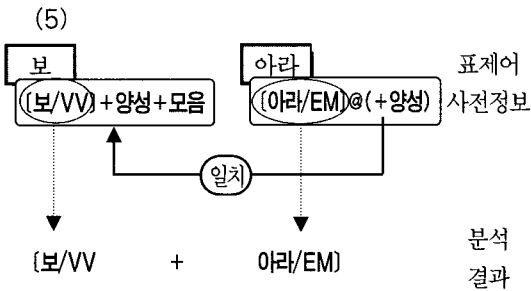 (5)
보 아라 표제어
[보/VV]+양성+모음 [아라/EM]@(+양성) 사전정보
일치
[보/VV + 아라/EM] 분석
결과